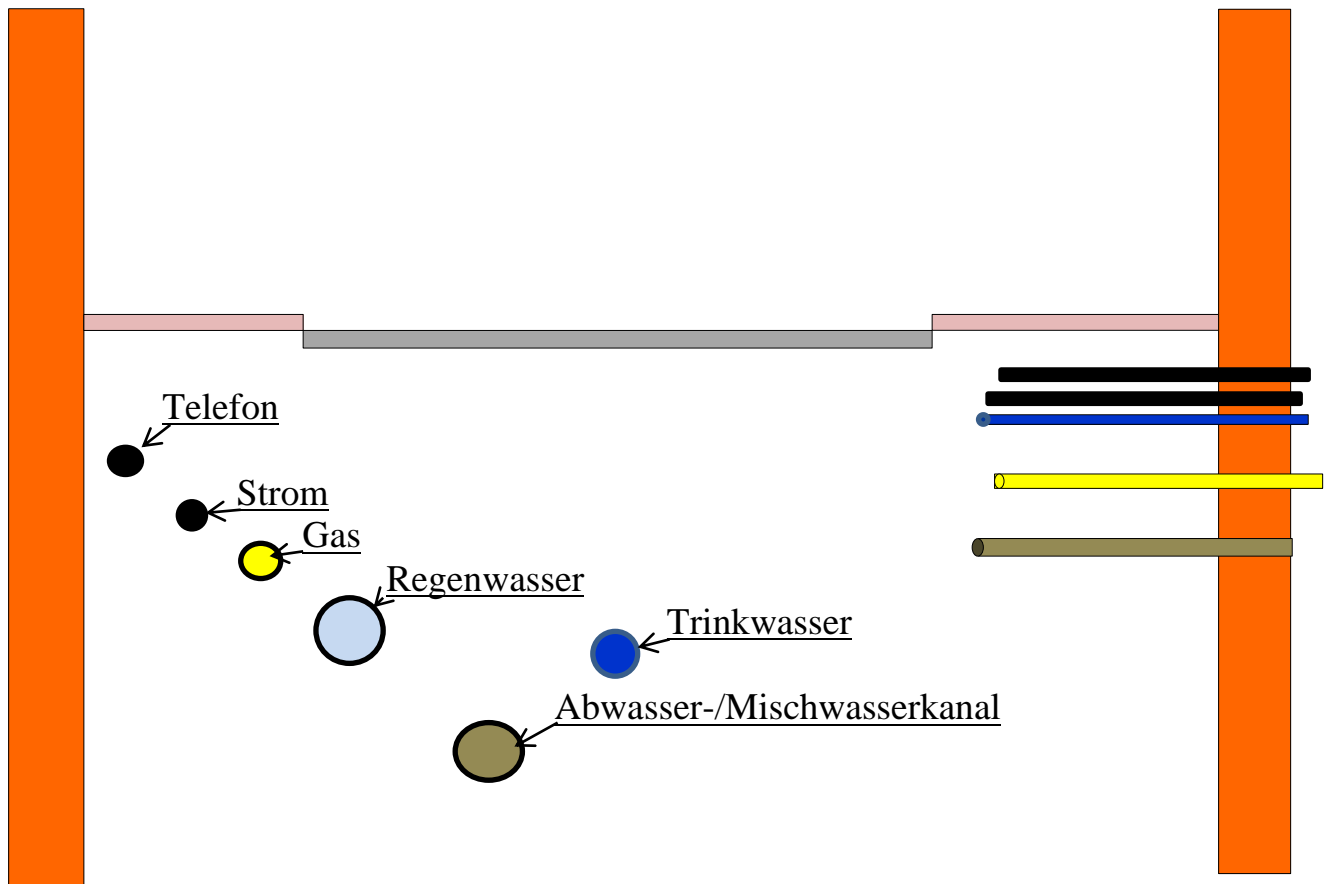 Telefon
Strom
Gas
Regenwasser
Trinkwasser
Abwasser-/Mischwasserkanal